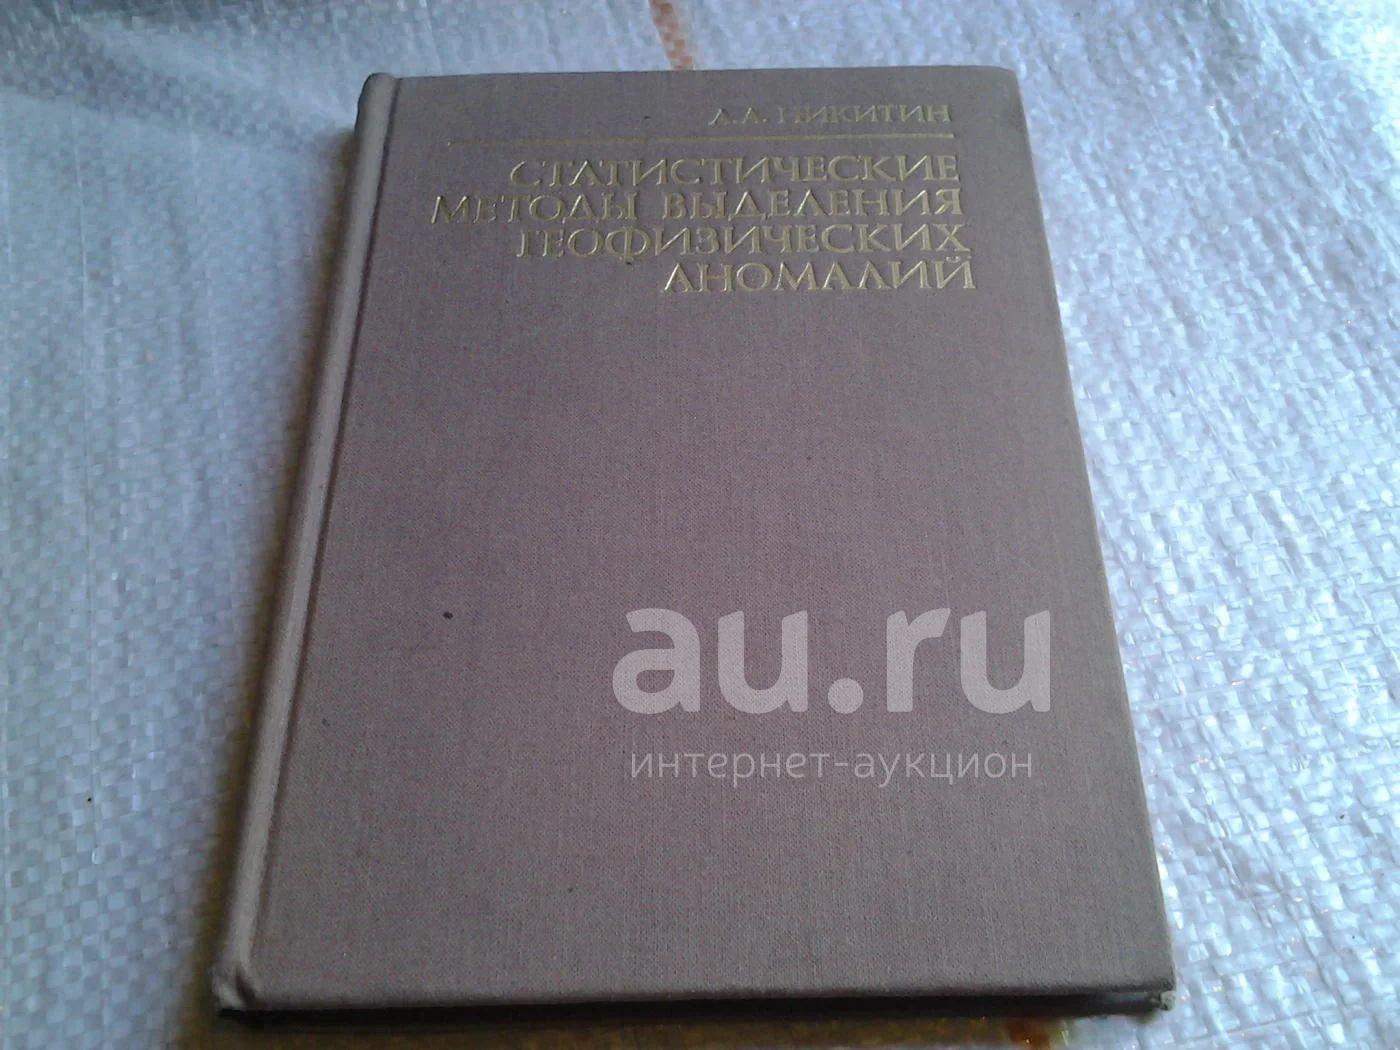 А.А. НИКИТИН
СТАТИСТИЧЕСКИЕ
МЕТОДЫ ВЫДЕЛЕНИЯ
ГЕОФИЗИЧЕСКИХ
АНОМАЛИЙ
au.ru
интернет-аукцион